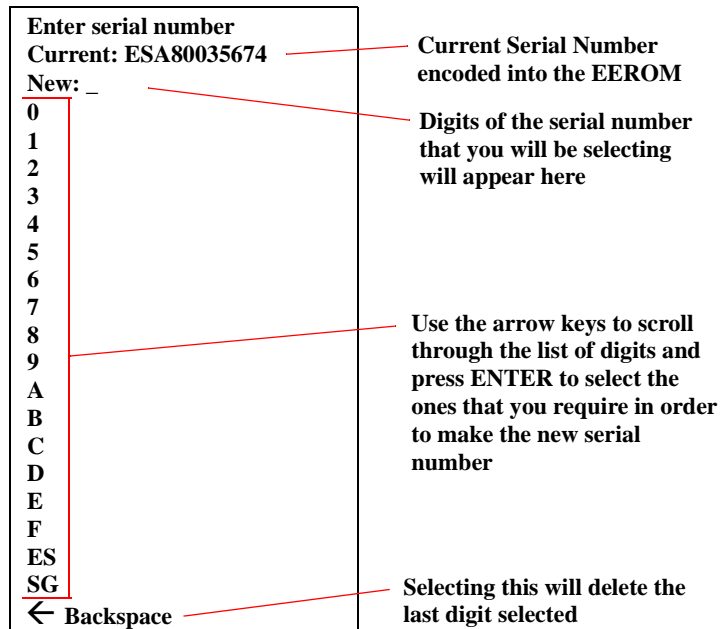 Enter serial number
Current: ESA80035674
New: _
0
1
2
3
4
5
6
7
8
9
A
B
C
D
E
F
ES
SG
← Backspace
Current Serial Number
encoded into the EEROM
Digits of the serial number
that you will be selecting
will appear here
Use the arrow keys to scroll
through the list of digits and
press ENTER to select the
ones that you require in order
to make the new serial
number
Selecting this will delete the
last digit selected